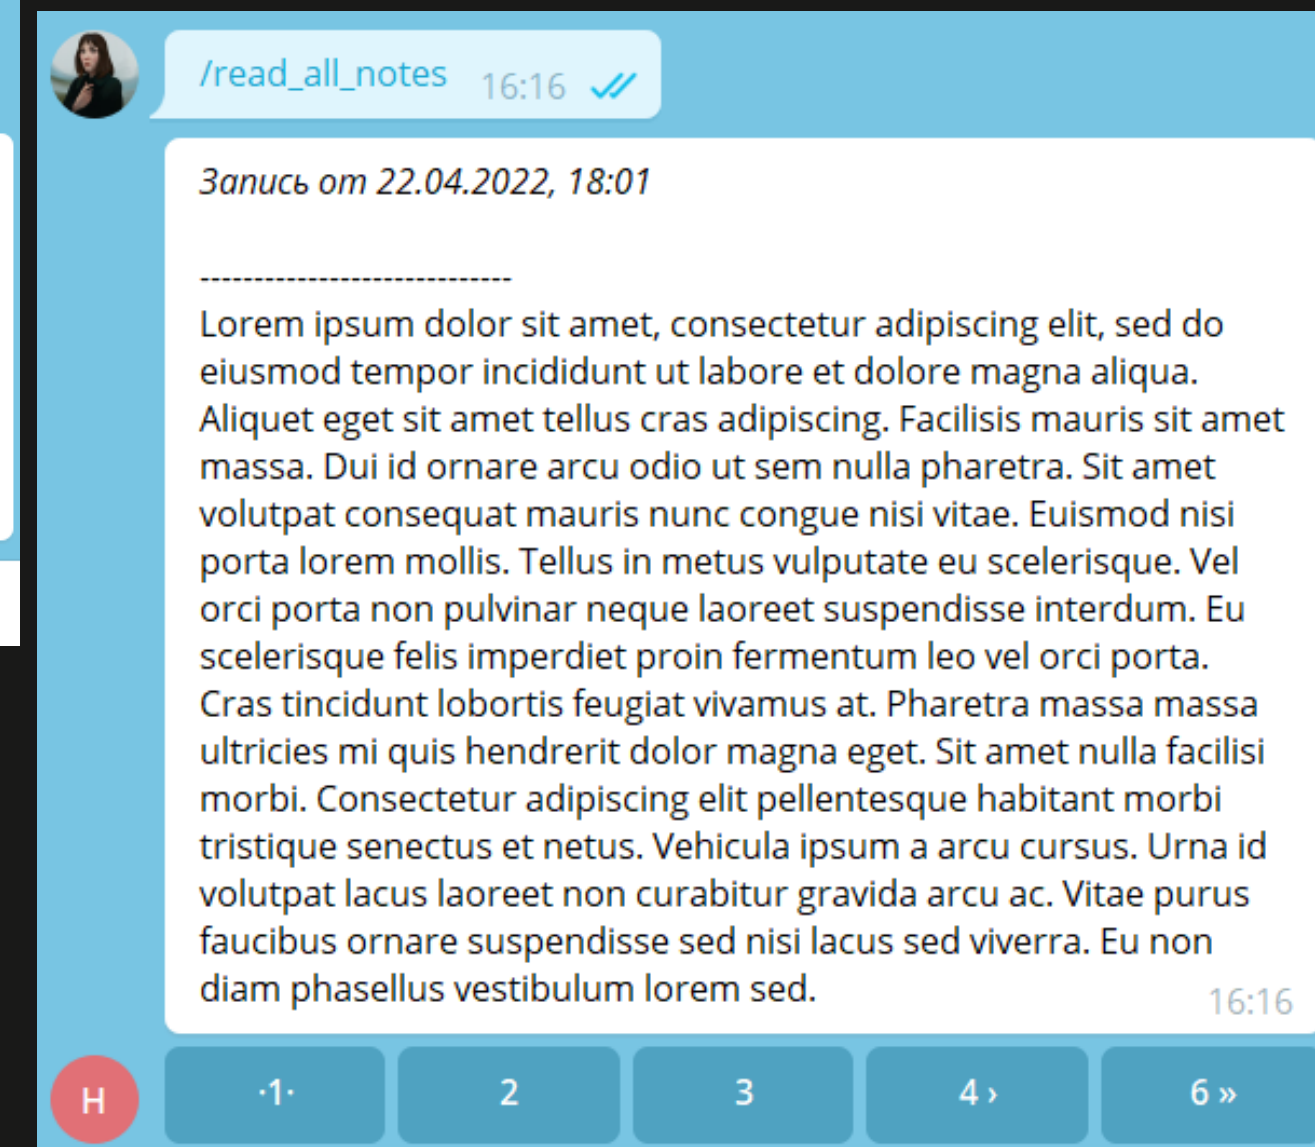 /read_all_notes 16:16
Запись от 22.04.2022, 18:01
-----------------------------
Lorem ipsum dolor sit amet, consectetur adipiscing elit, sed do
eiusmod tempor incididunt ut labore et dolore magna aliqua.
Aliquet eget sit amet tellus cras adipiscing. Facilisis mauris sit amet
massa. Dui id ornare arcu odio ut sem nulla pharetra. Sit amet
volutpat consequat mauris nunc congue nisi vitae. Euismod nisi
porta lorem mollis. Tellus in metus vulputate eu scelerisque. Vel
orci porta non pulvinar neque laoreet suspendisse interdum. Eu
scelerisque felis imperdiet proin fermentum leo vel orci porta.
Cras tincidunt lobortis feugiat vivamus at. Pharetra massa massa
ultricies mi quis hendrerit dolor magna eget. Sit amet nulla facilisi
morbi. Consectetur adipiscing elit pellentesque habitant morbi
tristique senectus et netus. Vehicula ipsum a arcu cursus. Urna id
volutpat lacus laoreet non curabitur gravida arcu ac. Vitae purus
faucibus ornare suspendisse sed nisi lacus sed viverra. Eu non
diam phasellus vestibulum lorem sed.
16:16
Н ·1· 2 3 4 › 6 »